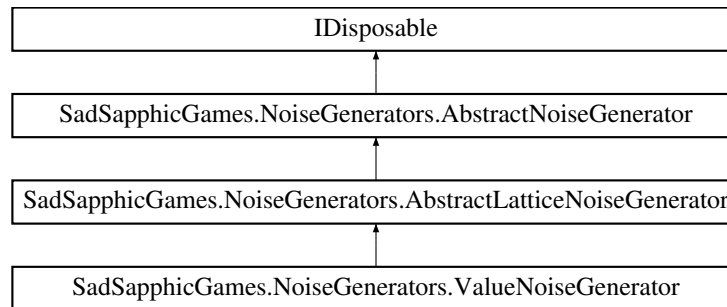 IDisposable
SadSapphicGames.NoiseGenerators.AbstractNoiseGenerator
SadSapphicGames.NoiseGenerators.AbstractLatticeNoiseGenerator
SadSapphicGames.NoiseGenerators.ValueNoiseGenerator